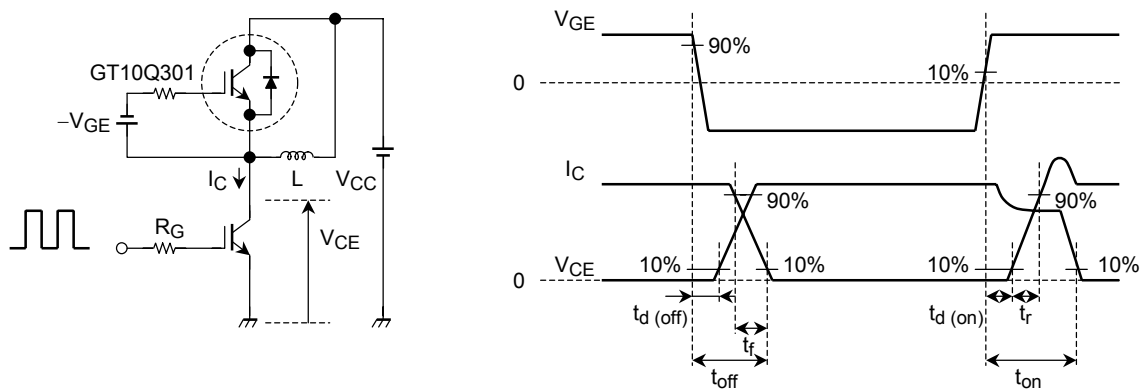 GT10Q301
−VGE
IC
L
VCC
RG
VCE
VGE
90%
0
10%
IC
90%
90%
VCE
10%
10%
10%
10%
0
td (off)
tf
toff
td (on)
tr
ton